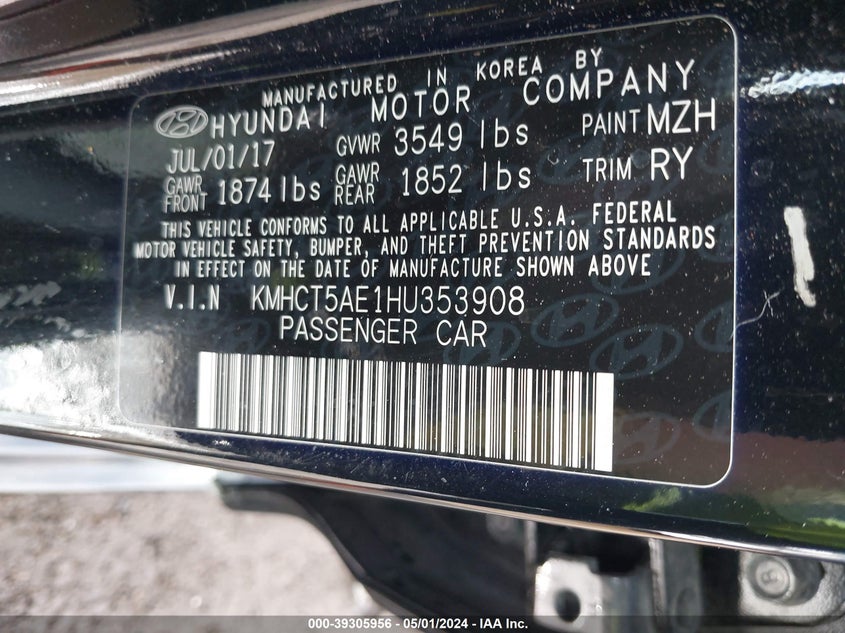 MANUFACTURED IN KOREA BY
HYUNDAI MOTOR COMPANY
JUL/01/17 GVWR 3549 lbs PAINT MZH
GAWR FRONT 1874 lbs GAWR REAR 1852 lbs TRIM RY
THIS VEHICLE CONFORMS TO ALL APPLICABLE U.S.A. FEDERAL
MOTOR VEHICLE SAFETY, BUMPER, AND THEFT PREVENTION STANDARDS
IN EFFECT ON THE DATE OF MANUFACTURE SHOWN ABOVE
V.I.N KMHCT5AE1HU353908
PASSENGER CAR
000-39305956 - 05/01/2024 - IAA Inc.